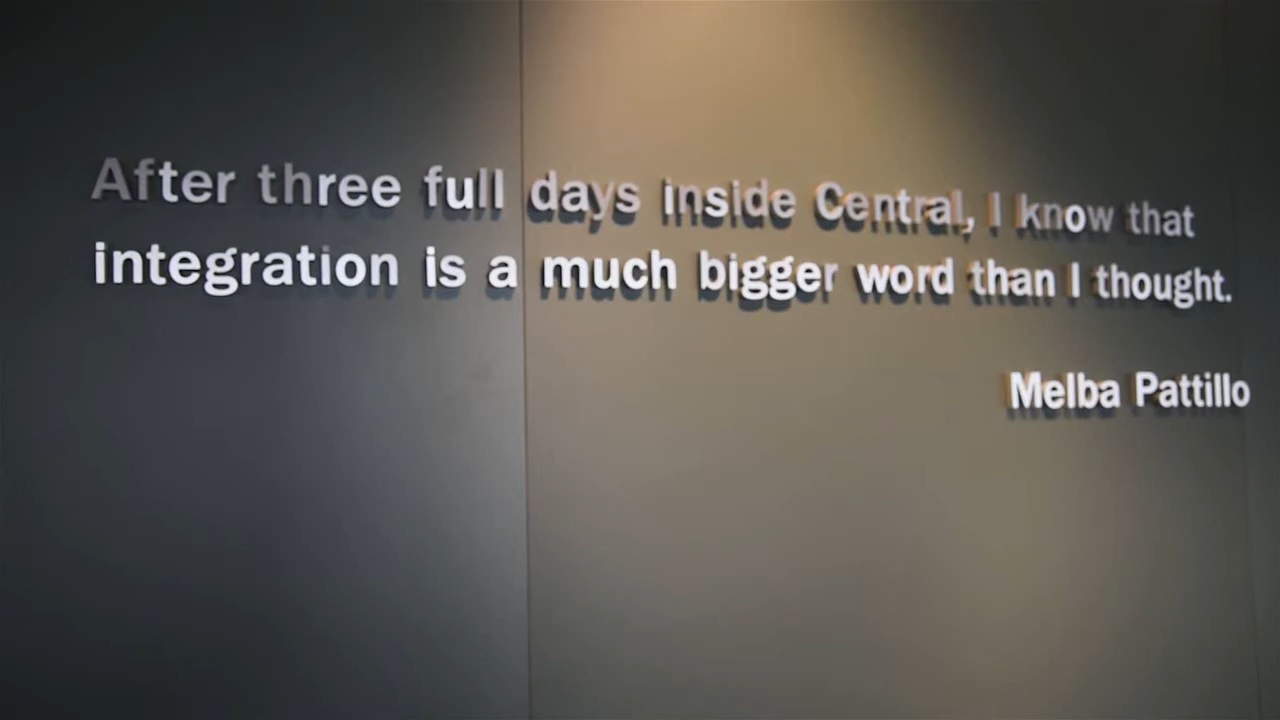 After three full days inside Central, I know that
integration is a much bigger word than I thought.
Melba Pattillo